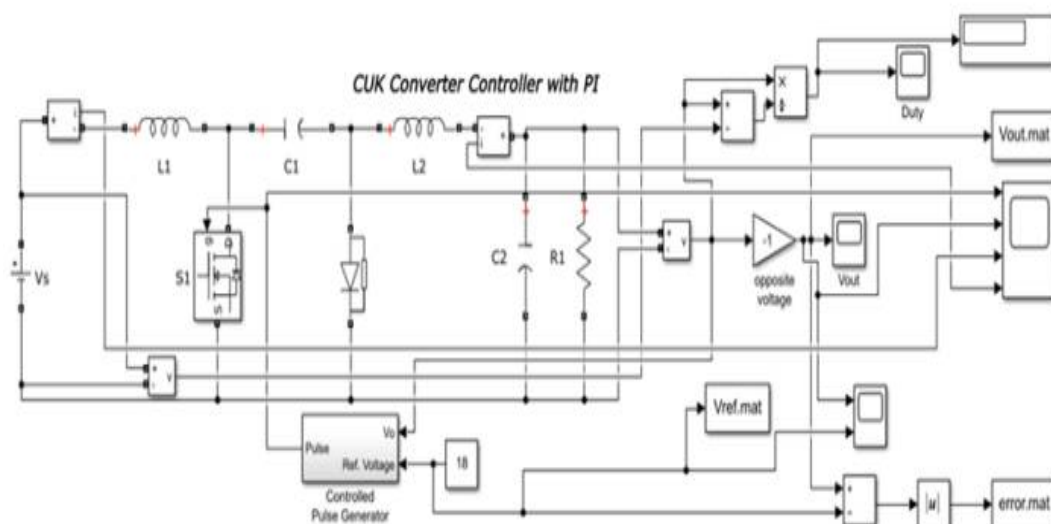 CUK Converter Controller with PI
Duty
Vout.mat
L1
C1
L2
i
+
-
i
-
+
+
-
×
÷
g
D
S
S1
Vs
C2
R1
+
-
v
-1
opposite
voltage
Vout
+
-
v
Vref.mat
Vo
Pulse
Ref. Voltage
18
Controlled
Pulse Generator
+
-
|u|
error.mat